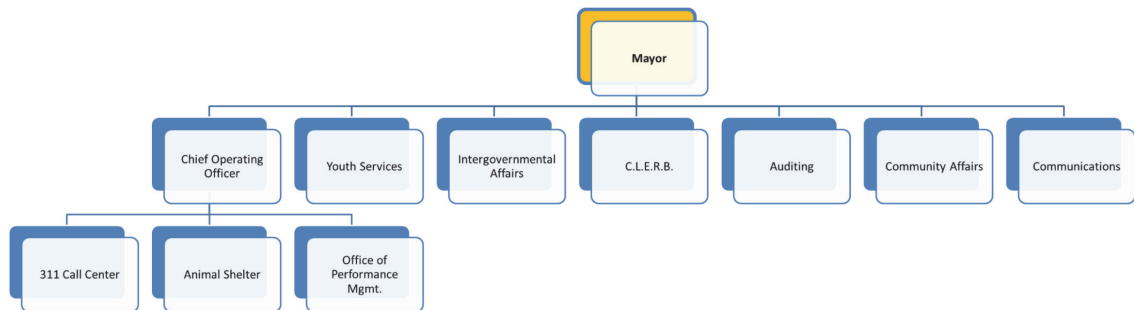 Mayor
Chief Operating
Officer
Youth Services
Intergovernmental
Affairs
C.L.E.R.B.
Auditing
Community Affairs
Communications
311 Call Center
Animal Shelter
Office of
Performance
Mgmt.